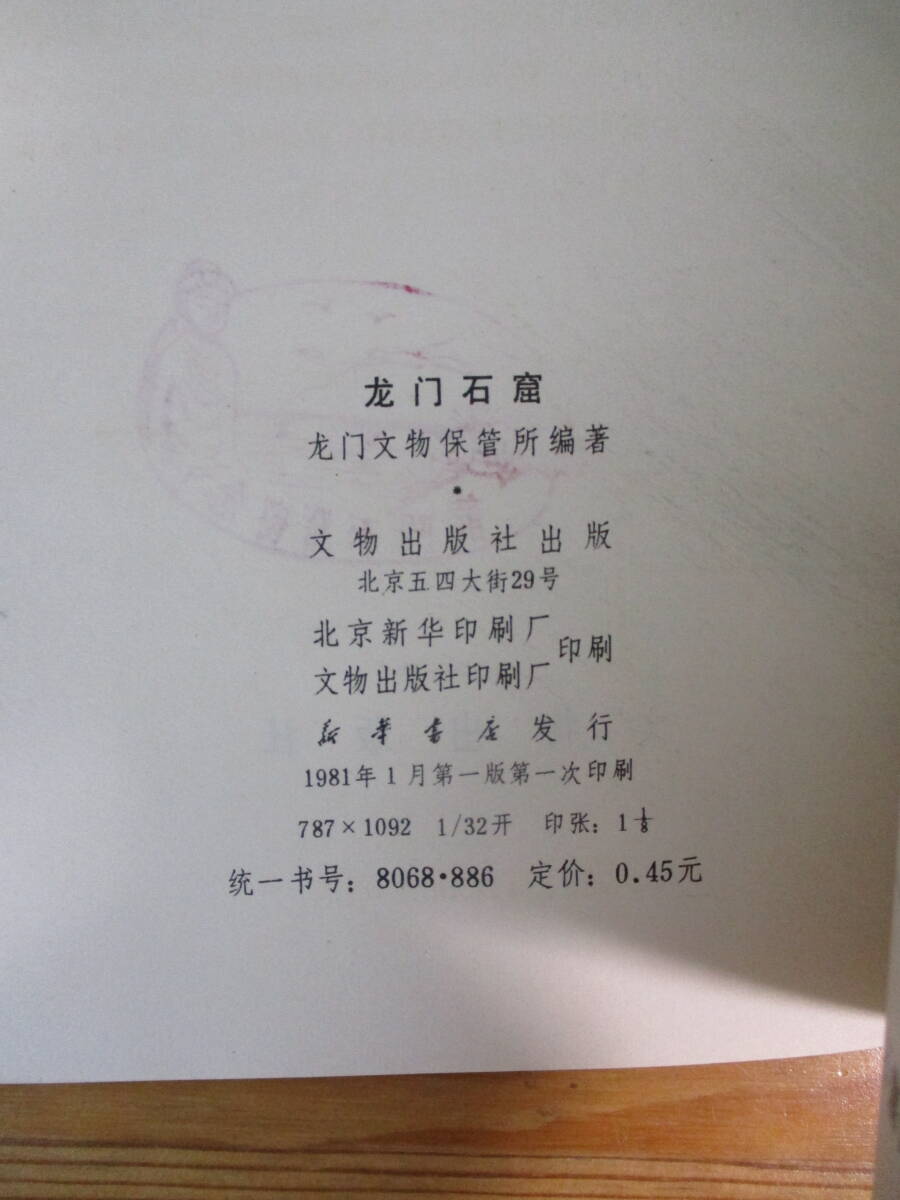 龙门石窟
龙门文物保管所编著
•
文物出版社出版
北京五四大街29号
北京新华印刷厂
文物出版社印刷厂
印刷
新华书店发行
1981年1月第一版第一次印刷
787×1092 1/32开 印张：1 1/8
统一书号：8068•886 定价：0.45元